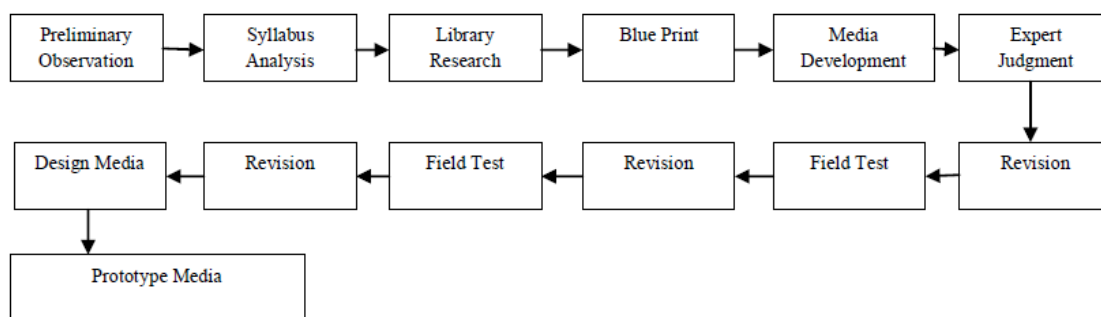 Preliminary
Observation
Syllabus
Analysis
Library
Research
Blue Print
Media
Development
Expert
Judgment
Revision
Field Test
Revision
Field Test
Revision
Design Media
Prototype Media